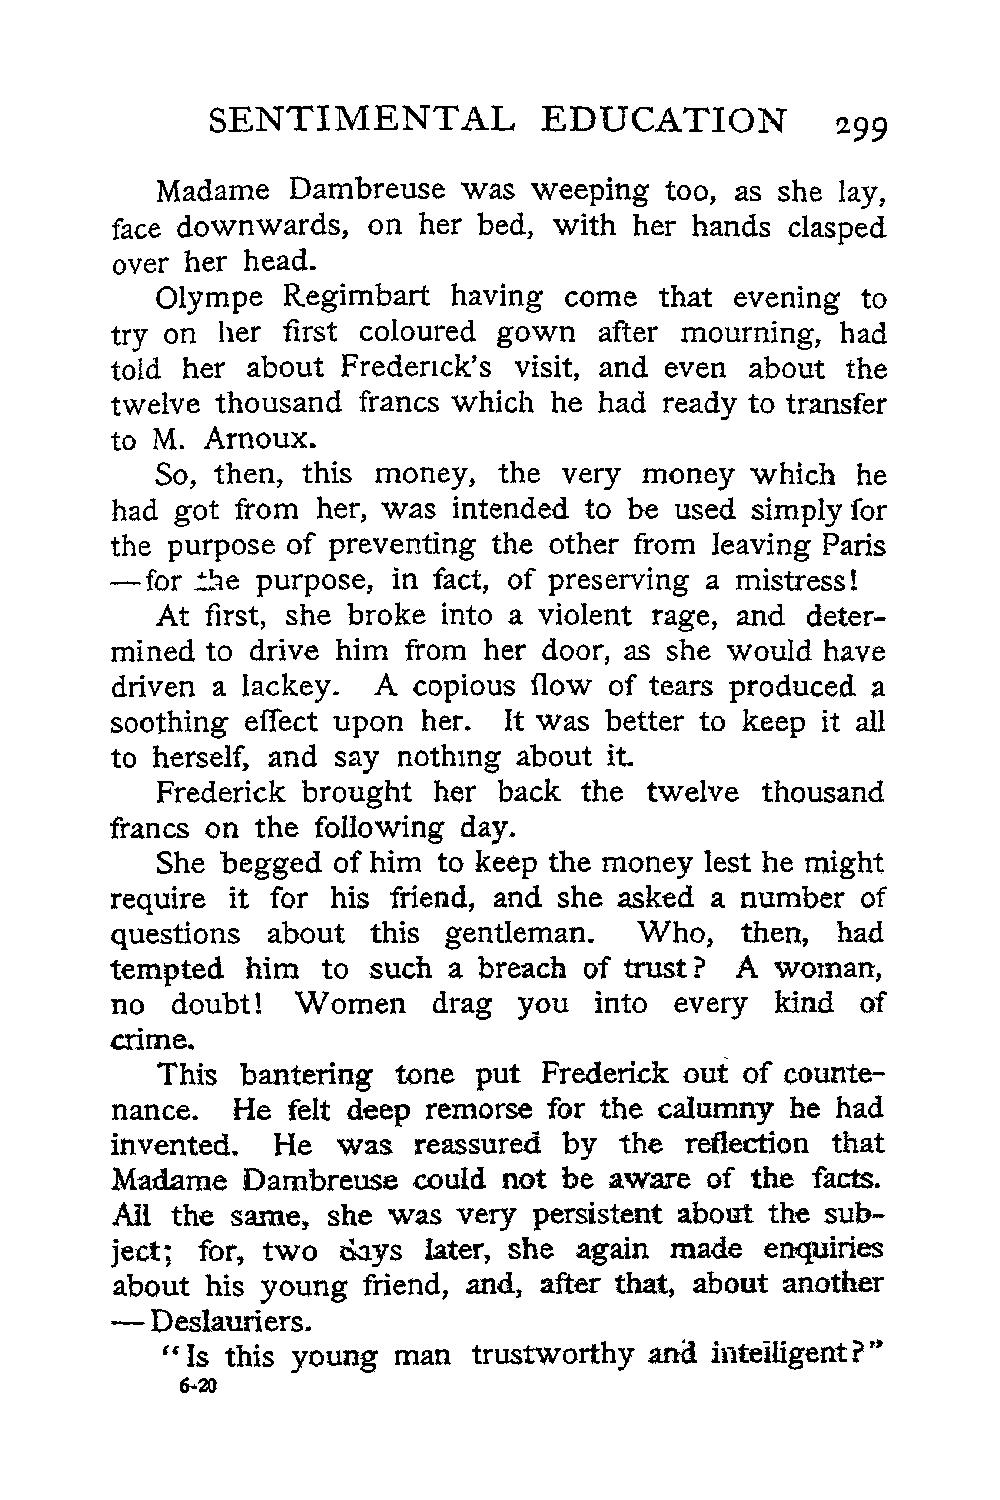 SENTIMENTAL EDUCATION 299
Madame Dambreuse was weeping too, as she lay,
face downwards, on her bed, with her hands clasped
over her head.
Olympe Regimbart having come that evening to
try on her first coloured gown after mourning, had
told her about Frederick's visit, and even about the
twelve thousand francs which he had ready to transfer
to M. Arnoux.
So, then, this money, the very money which he
had got from her, was intended to be used simply for
the purpose of preventing the other from leaving Paris
—for the purpose, in fact, of preserving a mistress!
At first, she broke into a violent rage, and deter-
mined to drive him from her door, as she would have
driven a lackey. A copious flow of tears produced a
soothing effect upon her. It was better to keep it all
to herself, and say nothing about it.
Frederick brought her back the twelve thousand
francs on the following day.
She begged of him to keep the money lest he might
require it for his friend, and she asked a number of
questions about this gentleman. Who, then, had
tempted him to such a breach of trust? A woman,
no doubt! Women drag you into every kind of
crime.
This bantering tone put Frederick out of counte-
nance. He felt deep remorse for the calumny he had
invented. He was reassured by the reflection that
Madame Dambreuse could not be aware of the facts.
All the same, she was very persistent about the sub-
ject; for, two days later, she again made enquiries
about his young friend, and, after that, about another
— Deslauriers.
"Is this young man trustworthy and intelligent?"
6-20